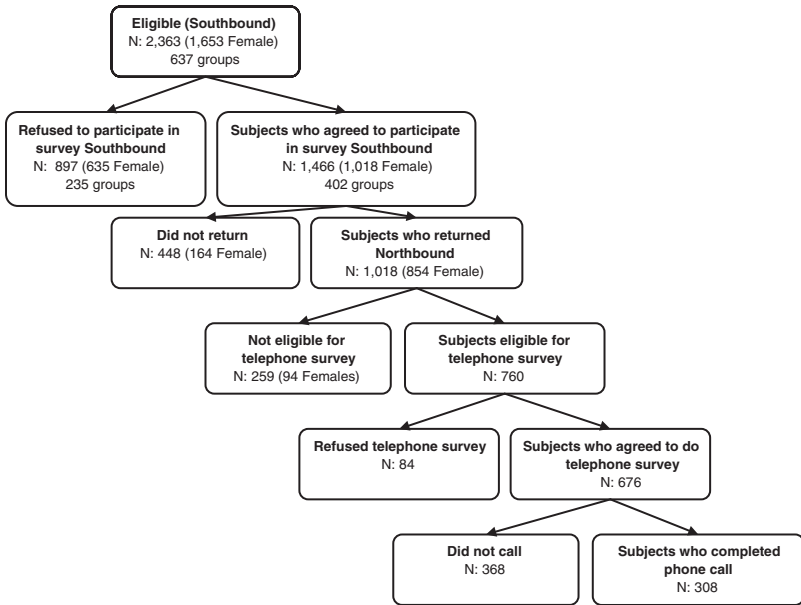 Eligible (Southbound)
N: 2,363 (1,653 Female)
637 groups
Refused to participate in
survey Southbound
N:  897 (635 Female)
235 groups
Subjects who agreed to participate
in survey Southbound
N: 1,466 (1,018 Female)
402 groups
Did not return
N: 448 (164 Female)
Subjects who returned
Northbound
N: 1,018 (854 Female)
Not eligible for
telephone survey
N: 259 (94 Females)
Subjects eligible for
telephone survey
N: 760
Refused telephone survey
N: 84
Subjects who agreed to do
telephone survey
N: 676
Did not call
N: 368
Subjects who completed
phone call
N: 308